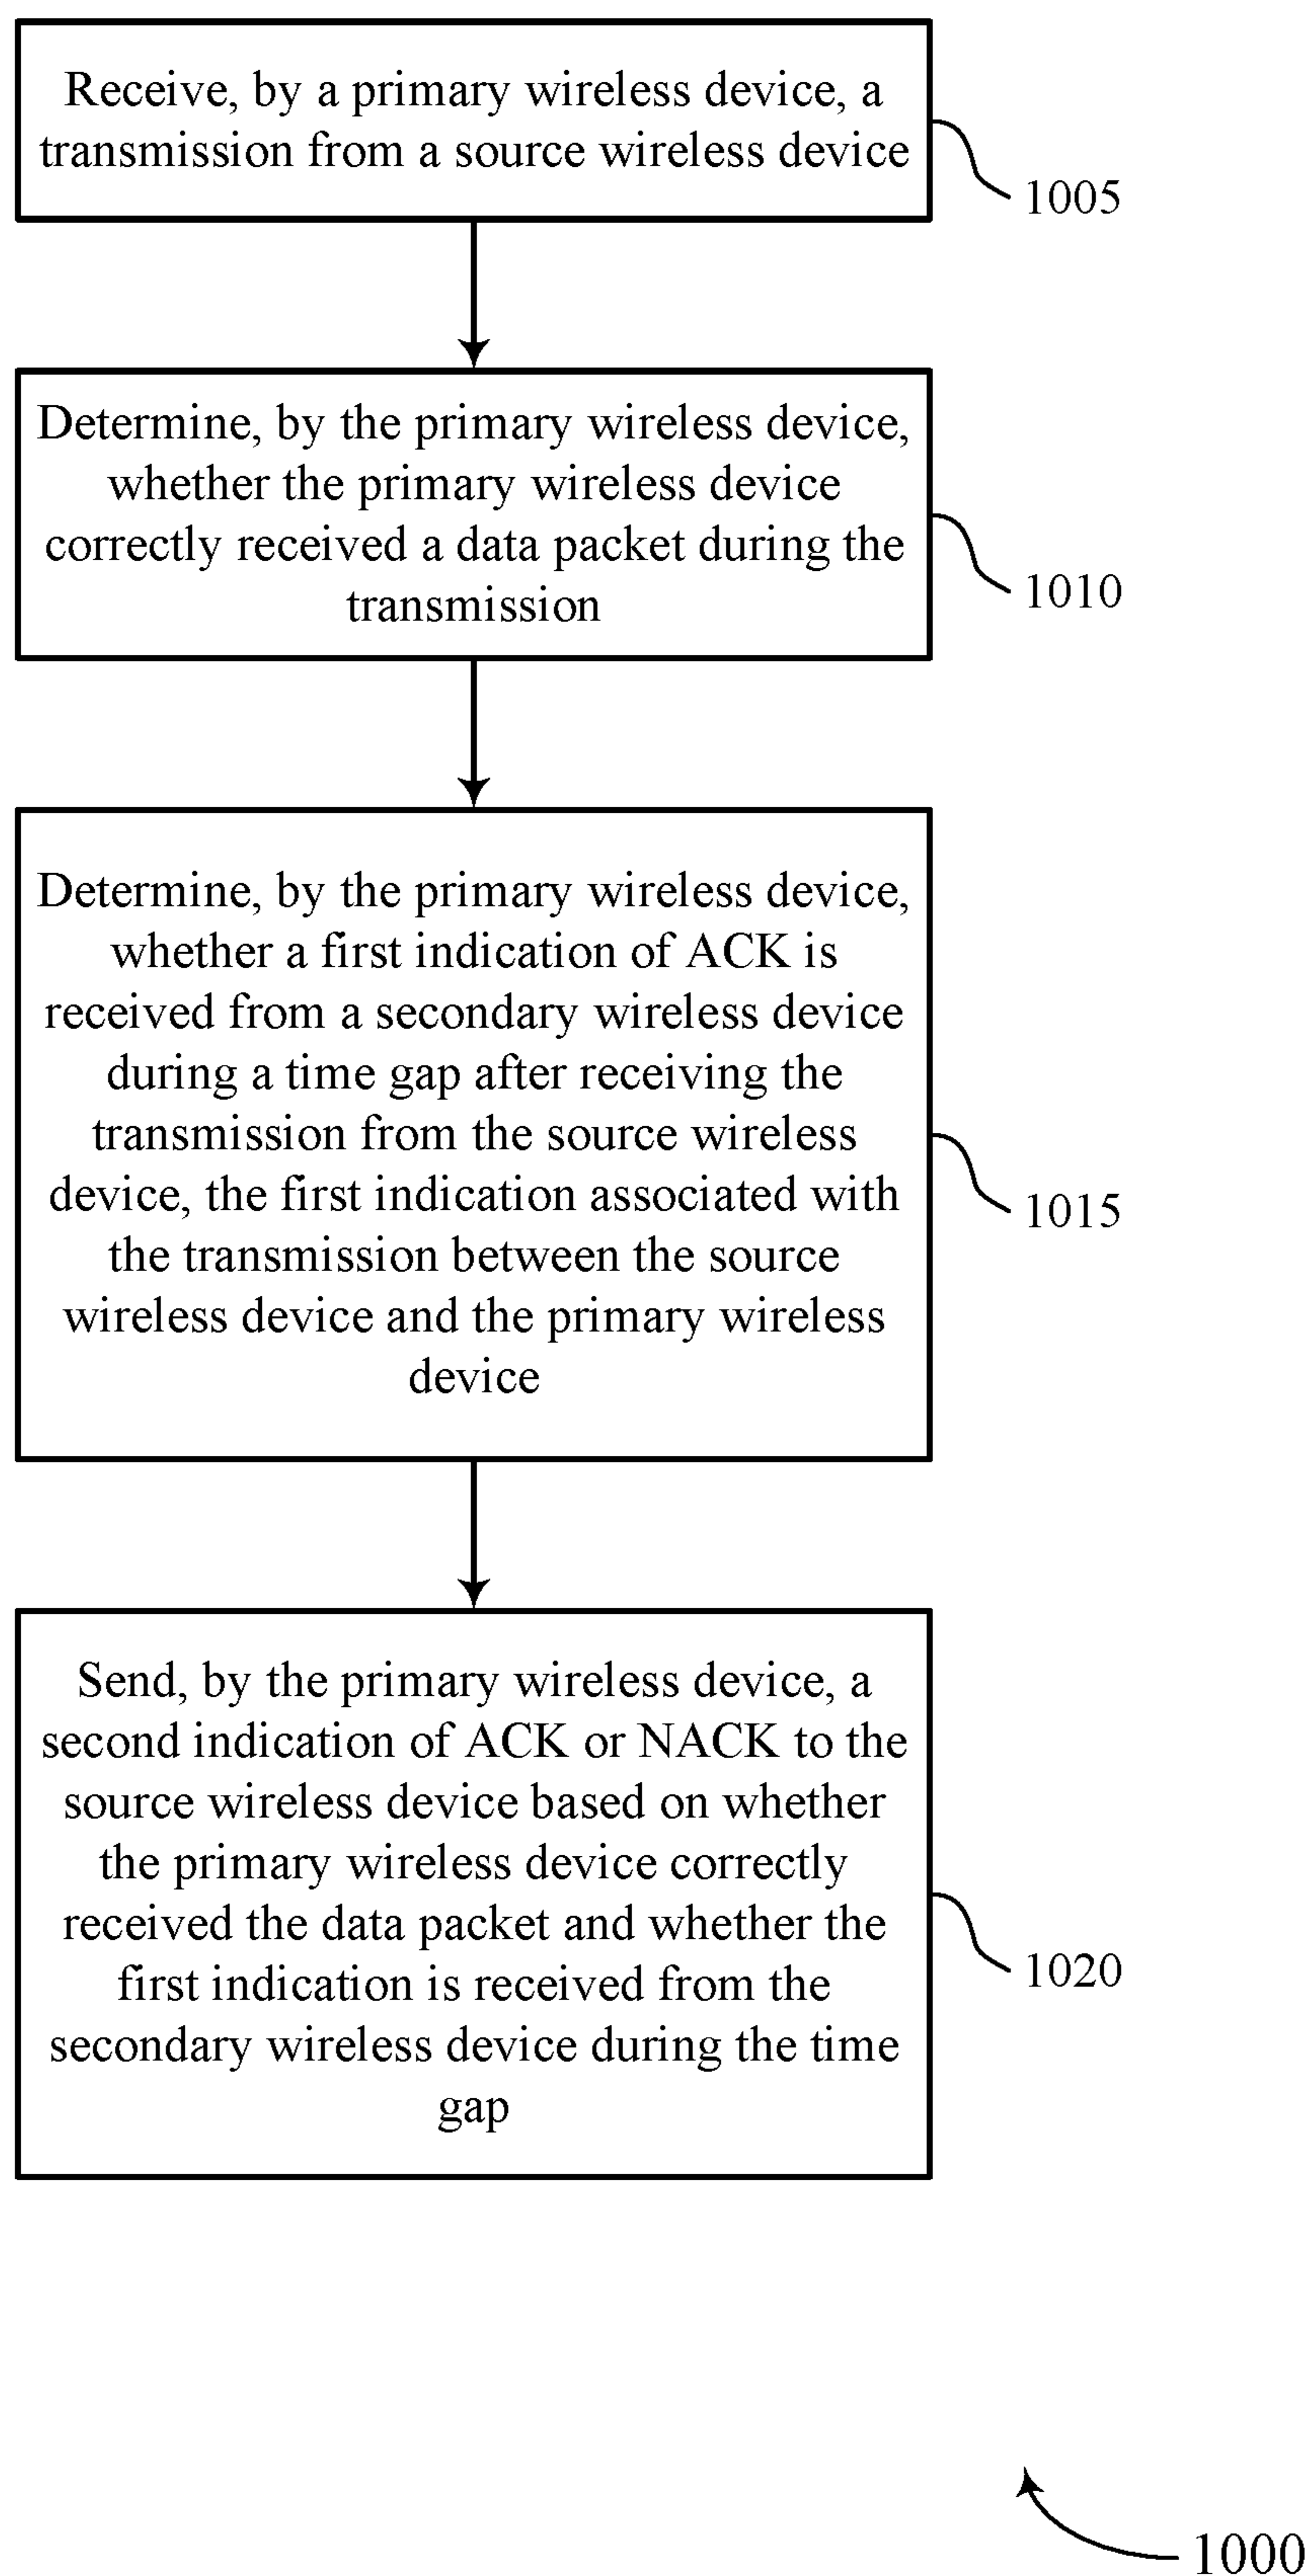 Receive, by a primary wireless device, a
transmission from a source wireless device
1005
Determine, by the primary wireless device,
whether the primary wireless device
correctly received a data packet during the
transmission
1010
Determine, by the primary wireless device,
whether a first indication of ACK is
received from a secondary wireless device
during a time gap after receiving the
transmission from the source wireless
device, the first indication associated with
the transmission between the source
wireless device and the primary wireless
device
1015
Send, by the primary wireless device, a
second indication of ACK or NACK to the
source wireless device based on whether
the primary wireless device correctly
received the data packet and whether the
first indication is received from the
secondary wireless device during the time
gap
1020
1000